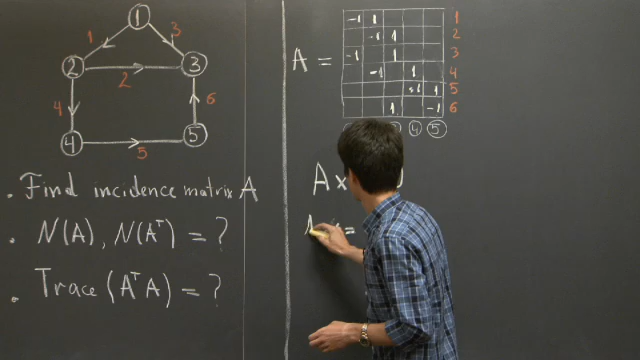 1
1 3
2 3
2
4 6
4 5
5
. Find incidence matrix A
. N(A), N(Aᵀ) = ?
. Trace (AᵀA) = ?
-1 1 1
-1 1 2
A = -1 1 3
-1 1 4
-1 1 5
1 -1 6
4 5
Ax
=